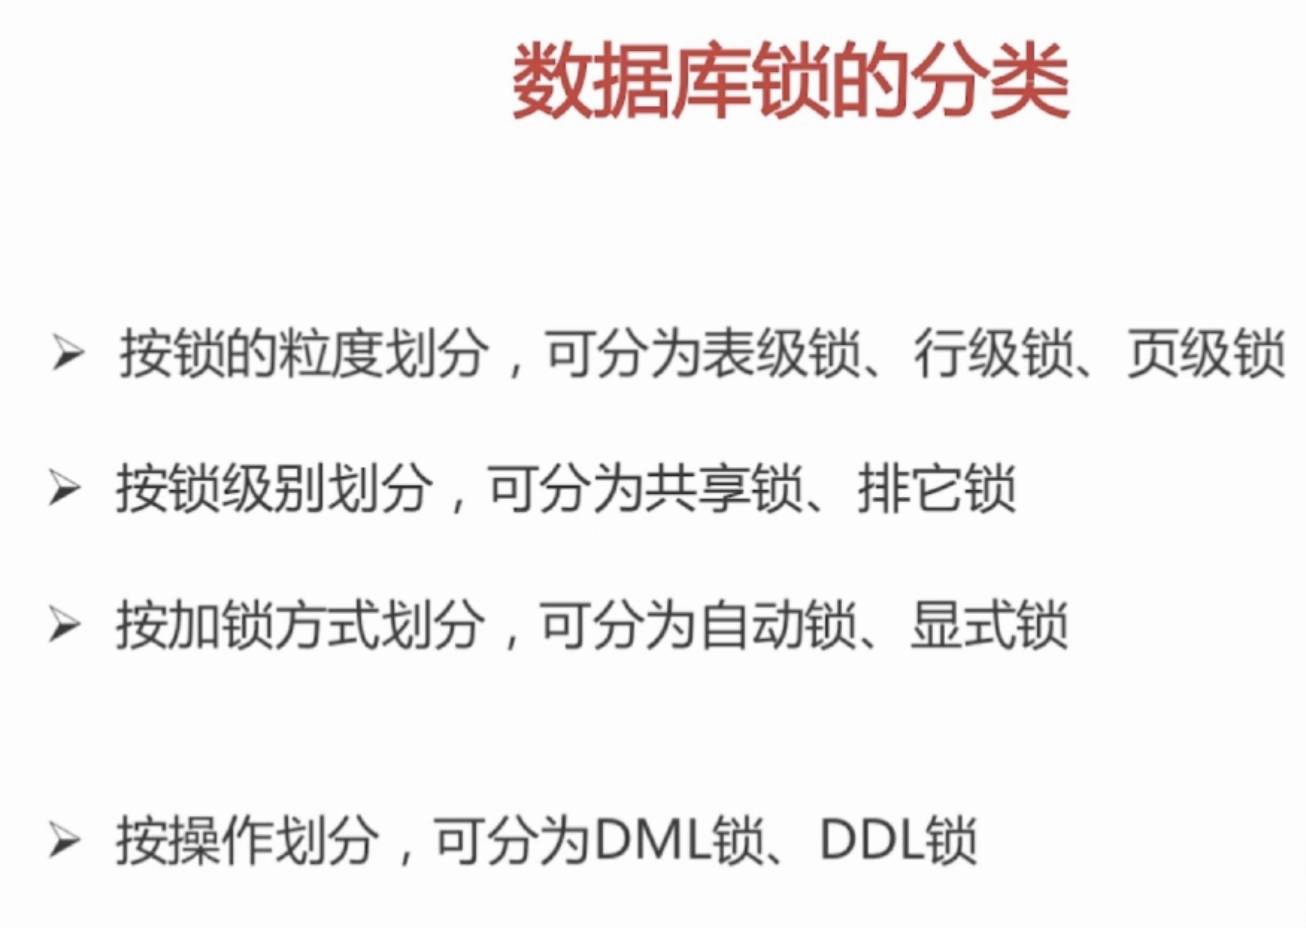 数据库锁的分类
➢ 按锁的粒度划分，可分为表级锁、行级锁、页级锁
➢ 按锁级别划分，可分为共享锁、排它锁
➢ 按加锁方式划分，可分为自动锁、显式锁
➢ 按操作划分，可分为DML锁、DDL锁